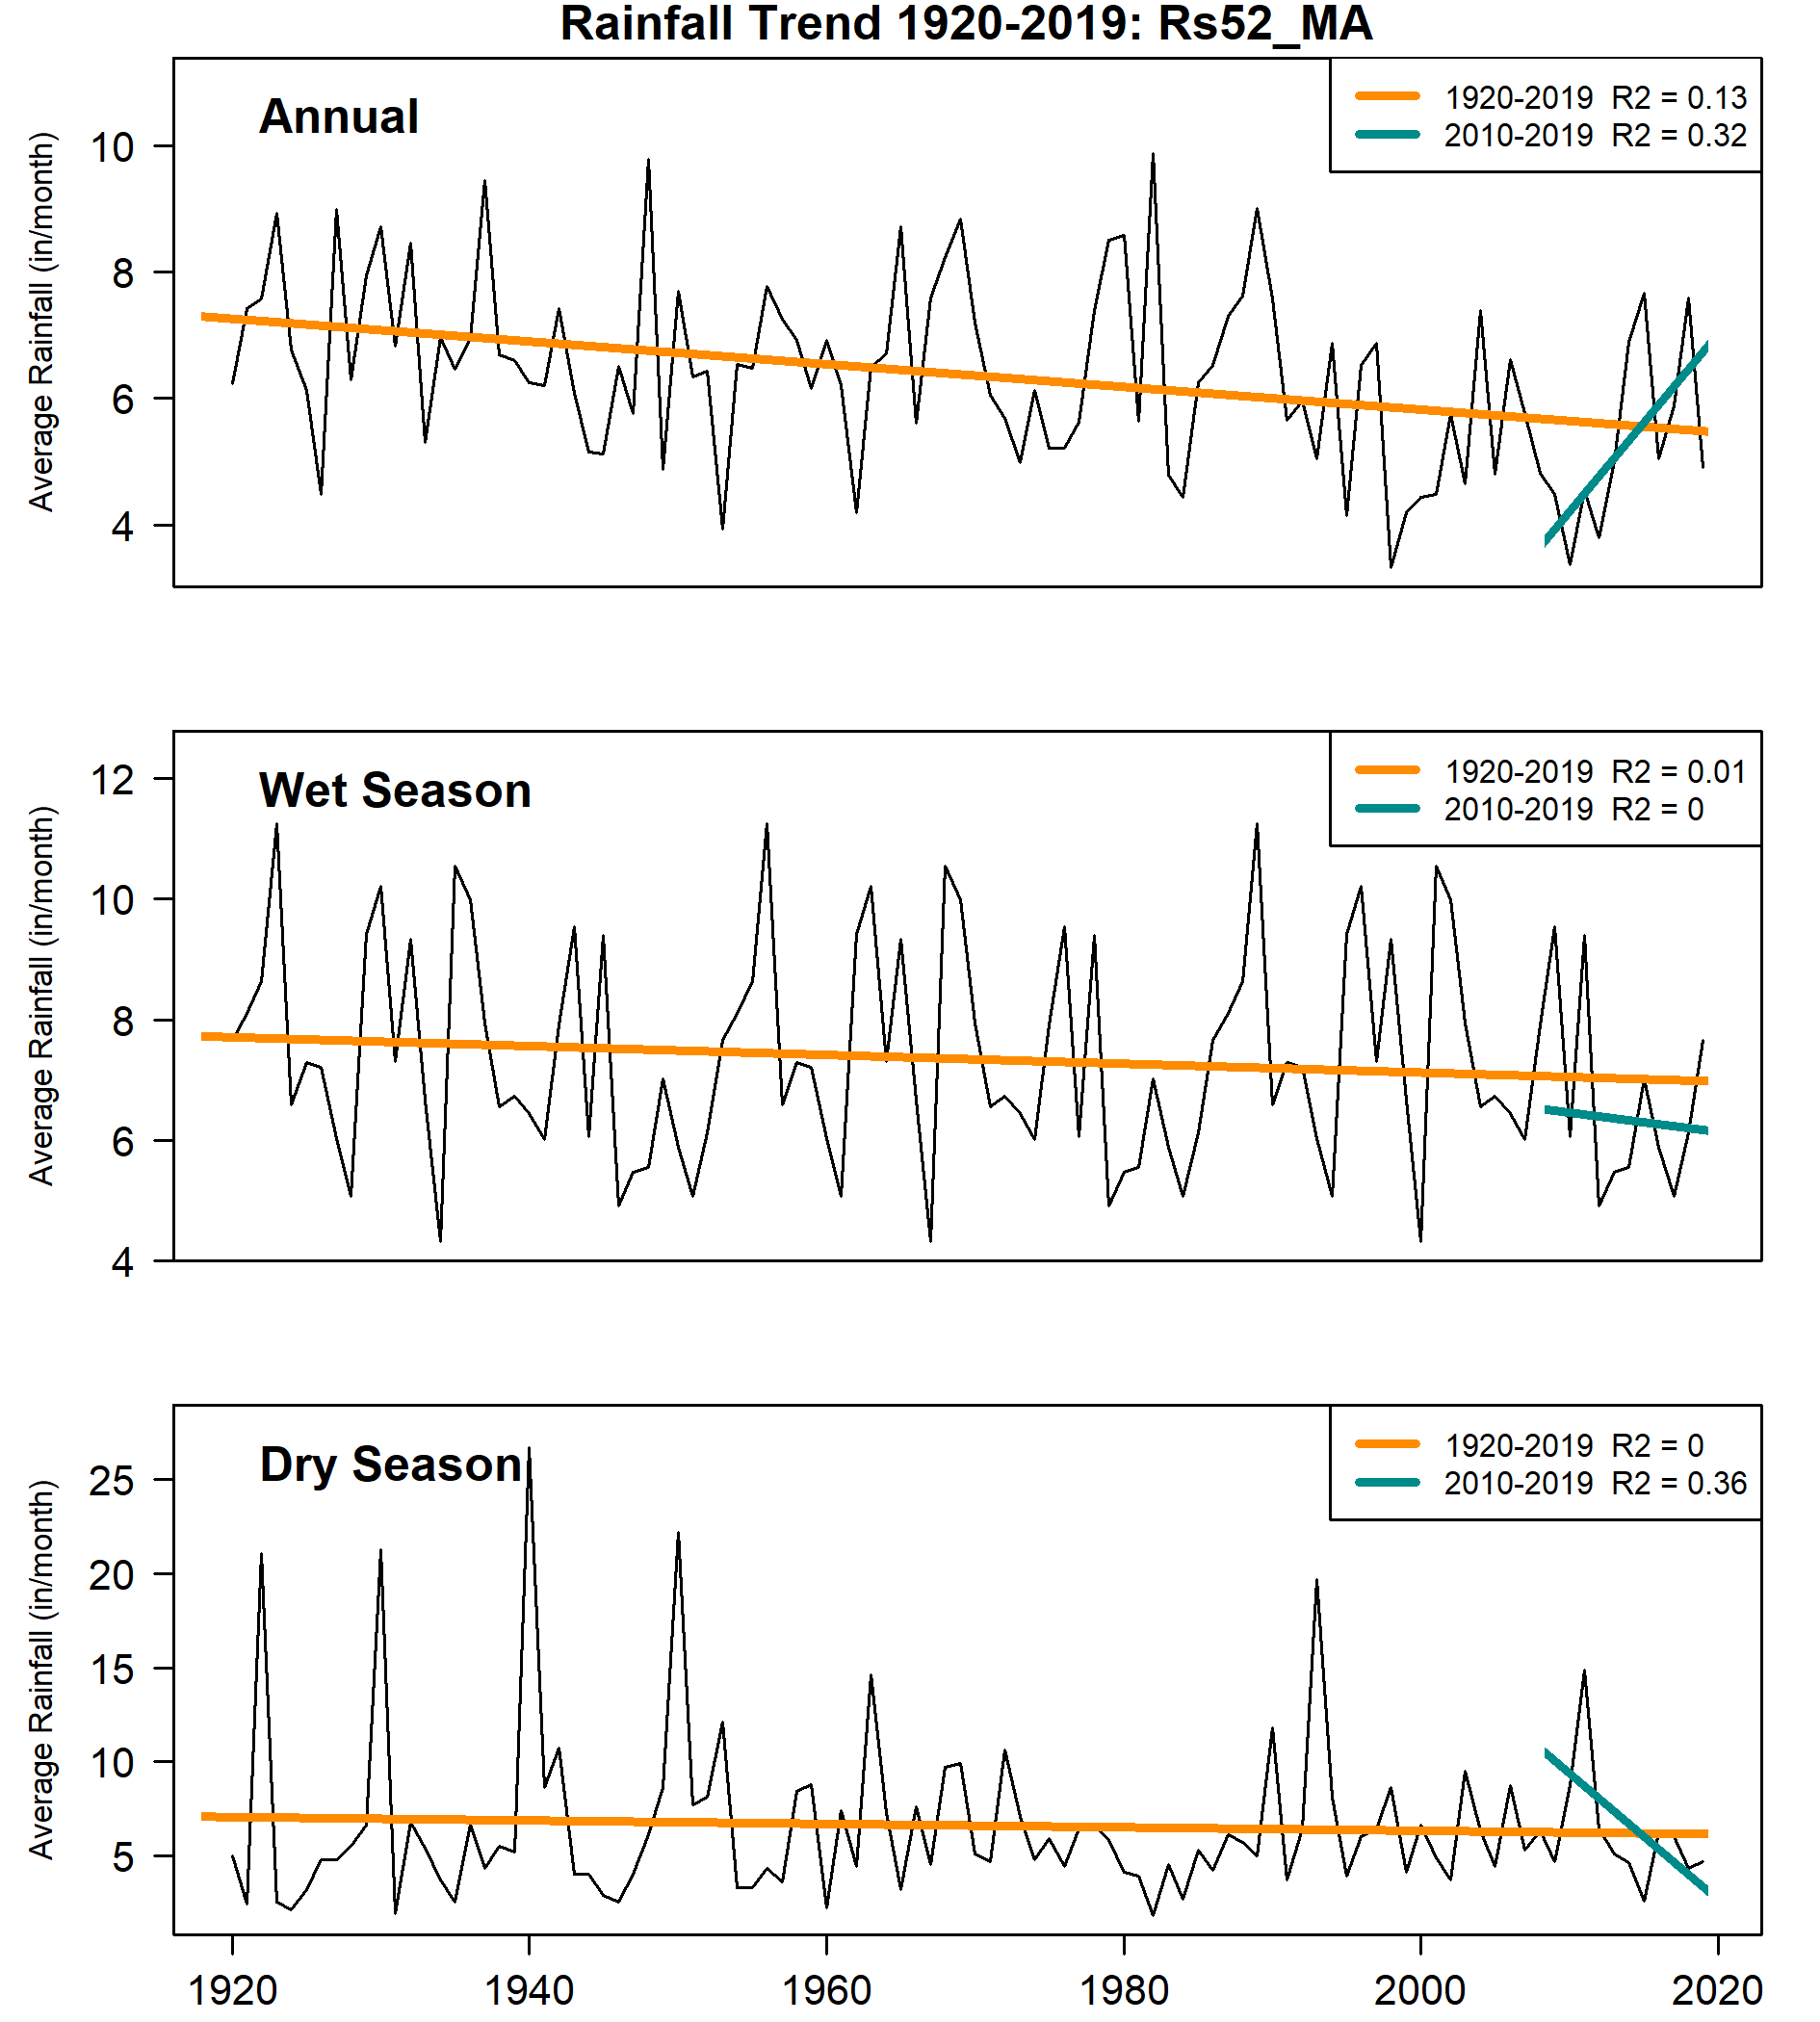 Rainfall Trend 1920-2019: Rs52_MA
Annual
1920-2019 R2 = 0.13
2010-2019 R2 = 0.32
Average Rainfall (in/month)
10
8
6
4
Wet Season
1920-2019 R2 = 0.01
2010-2019 R2 = 0
Average Rainfall (in/month)
12
10
8
6
4
Dry Season
1920-2019 R2 = 0
2010-2019 R2 = 0.36
Average Rainfall (in/month)
25
20
15
10
5
1920 1940 1960 1980 2000 2020